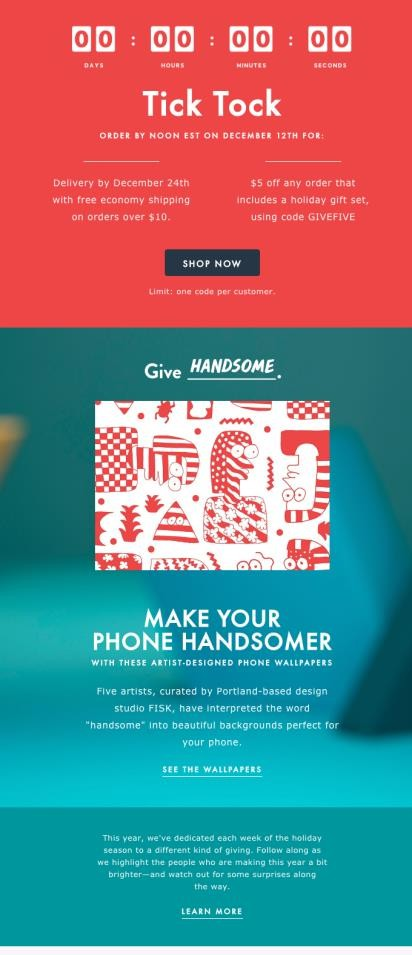 00 : 00 : 00 : 00
DAYS HOURS MINUTES SECONDS
Tick Tock
ORDER BY NOON EST ON DECEMBER 12TH FOR:
Delivery by December 24th
with free economy shipping
on orders over $10.
$5 off any order that
includes a holiday gift set,
using code GIVEFIVE
SHOP NOW
Limit: one code per customer.
Give HANDSOME.
MAKE YOUR
PHONE HANDSOMER
WITH THESE ARTIST-DESIGNED PHONE WALLPAPERS
Five artists, curated by Portland-based design
studio FISK, have interpreted the word
"handsome" into beautiful backgrounds perfect for
your phone.
SEE THE WALLPAPERS
This year, we've dedicated each week of the holiday
season to a different kind of giving. Follow along as
we highlight the people who are making this year a bit
brighter—and watch out for some surprises along
the way.
LEARN MORE